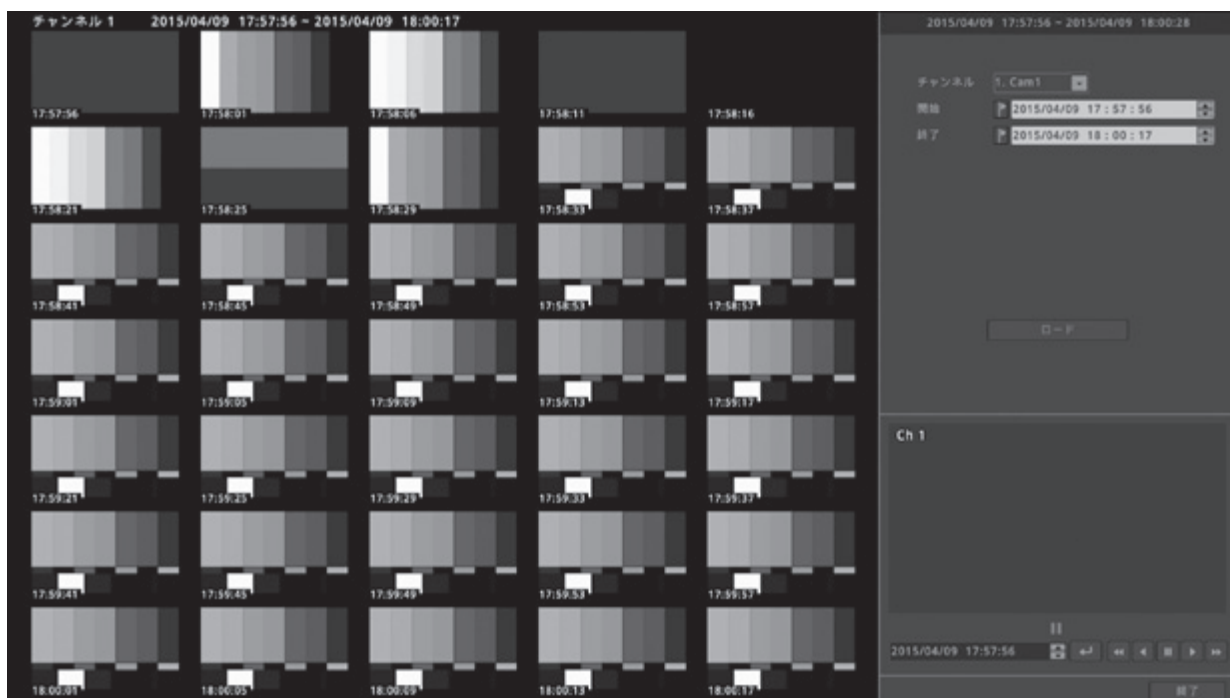 チャンネル 1 2015/04/09 17:57:56 ~ 2015/04/09 18:00:17
17:57:56 17:58:01 17:58:06 17:58:11 17:58:16
17:58:21 17:58:25 17:58:29 17:58:33 17:58:37
17:58:41 17:58:45 17:58:49 17:58:53 17:58:57
17:59:01 17:59:05 17:59:09 17:59:13 17:59:17
17:59:21 17:59:25 17:59:29 17:59:33 17:59:37
17:59:41 17:59:45 17:59:49 17:59:53 17:59:57
18:00:01 18:00:05 18:00:09 18:00:13 18:00:17
2015/04/09 17:57:56 ~ 2015/04/09 18:00:28
チャンネル 1. Cam1
開始 2015/04/09 17 : 57 : 56
終了 2015/04/09 18 : 00 : 17
ロード
Ch 1
2015/04/09 17:57:56
終了